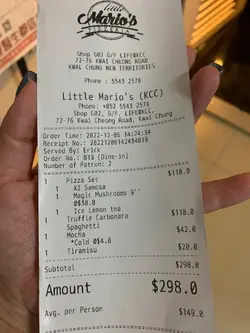 little
Mario's
PIZZERIA
Shop G02 G/F LIFE@KCC,
72-76 KWAI CHEONG ROAD
KWAI CHUNG NEW TERRITORIES
Phone : 5543 2578
Little Mario's (KCC)
Phone: +852 5543 2578
Shop G02, G/F, LIFE@KCC,
72-76 Kwai Cheong Road, Kwai Chung
Order Time: 2022-12-06 14:24:34
Receipt No.: 20221206142434819
Served By: Erick
Order No.: B19 (Dine-in)
Number of Patron: 2
1 Pizza Set $118.0
1 X2 Samosa
1 Magic Mushrooms 9''
@$30.0
Ice Lemon tea
1 Truffle Carbonara $118.0
Spaghetti
1 Mocha $42.0
*Cold @$4.0
1 Tiramisu $20.0
Subtotal $298.0
Amount $298.0
Avg. per Person $149.0